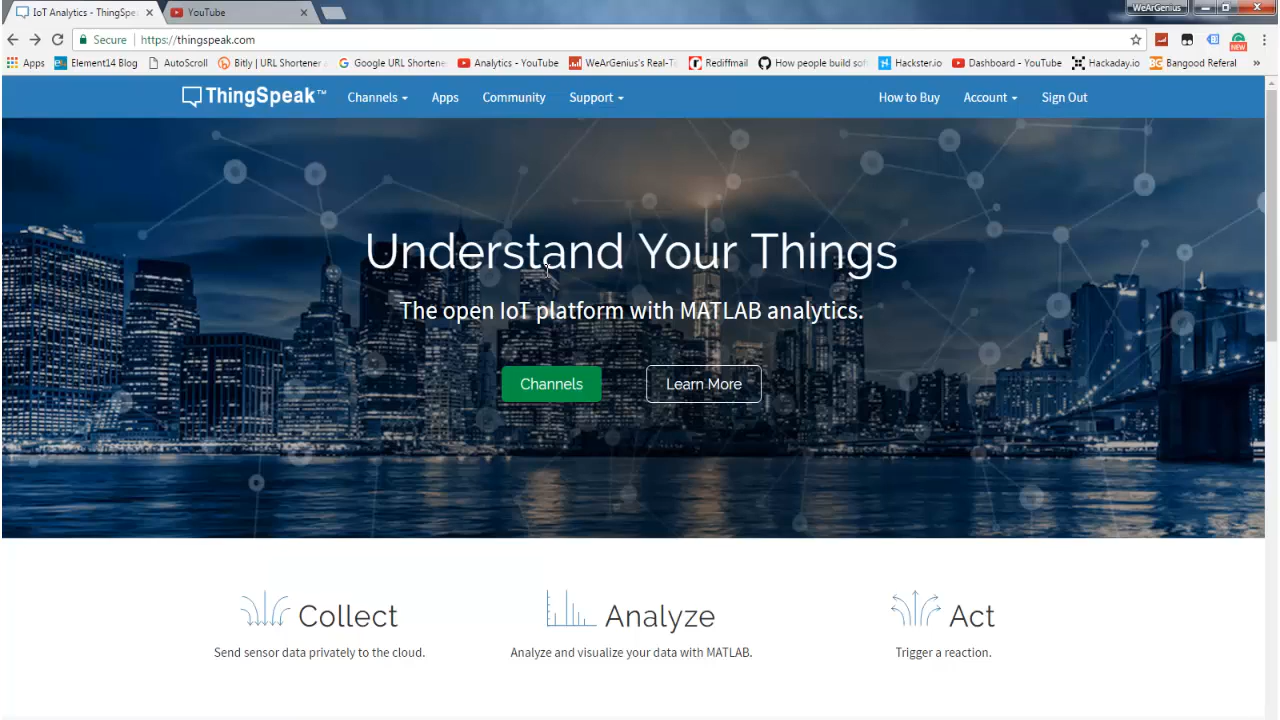 IoT Analytics - ThingSpe
YouTube
WeArGenius
Secure
https://thingspeak.com
NEW
Apps
Element14 Blog
AutoScroll
Bitly | URL Shortener
Google URL Shortene
Analytics - YouTube
WeArGenius's Real-T
Rediffmail
How people build sof
Hackster.io
Dashboard - YouTube
Hackaday.io
Bangood Referal
»
ThingSpeak™
Channels
Apps
Community
Support
How to Buy
Account
Sign Out
Understand Your Things
The open IoT platform with MATLAB analytics.
Channels
Learn More
Collect
Analyze
Act
Send sensor data privately to the cloud.
Analyze and visualize your data with MATLAB.
Trigger a reaction.